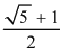 (√5 + 1)/2